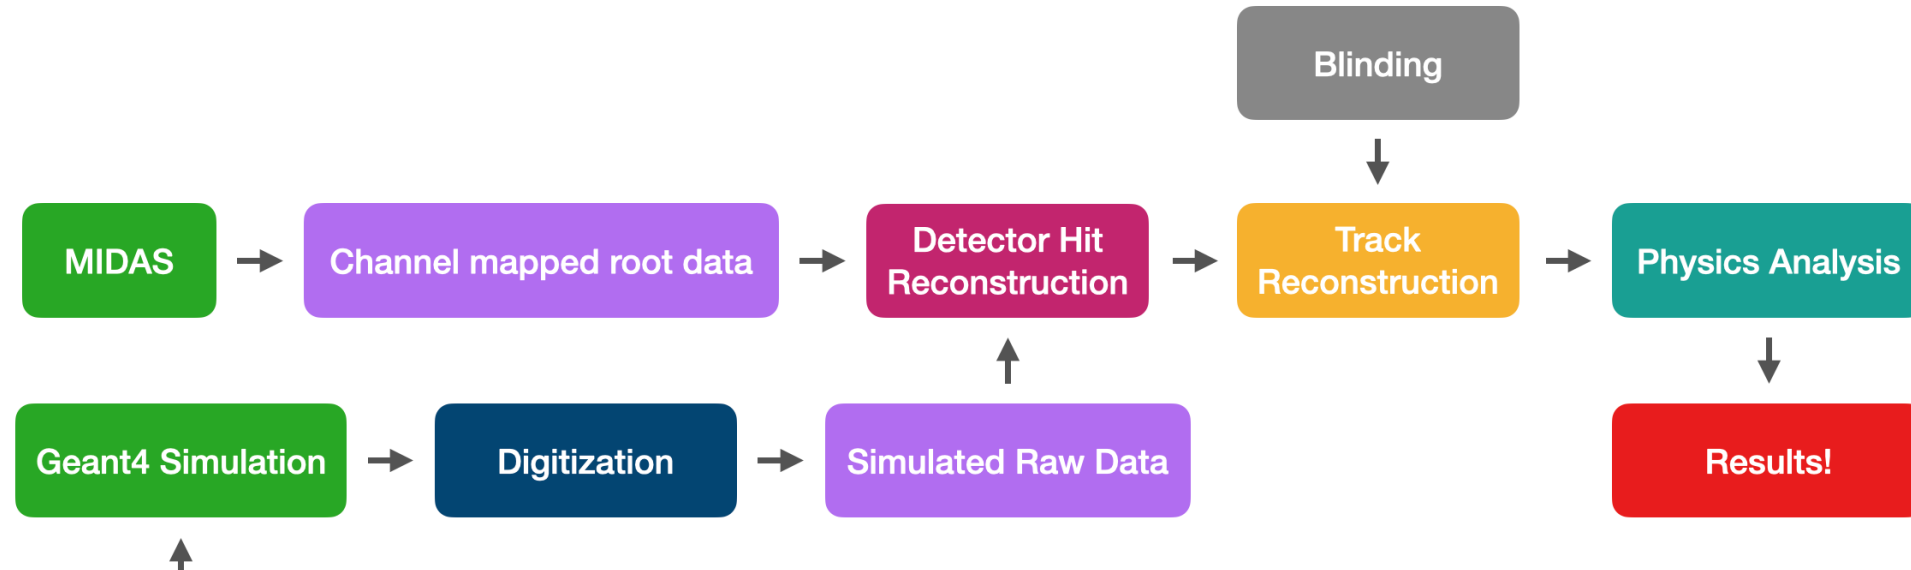 Blinding
MIDAS
Channel mapped root data
Detector Hit
Reconstruction
Track
Reconstruction
Physics Analysis
Geant4 Simulation
Digitization
Simulated Raw Data
Results!